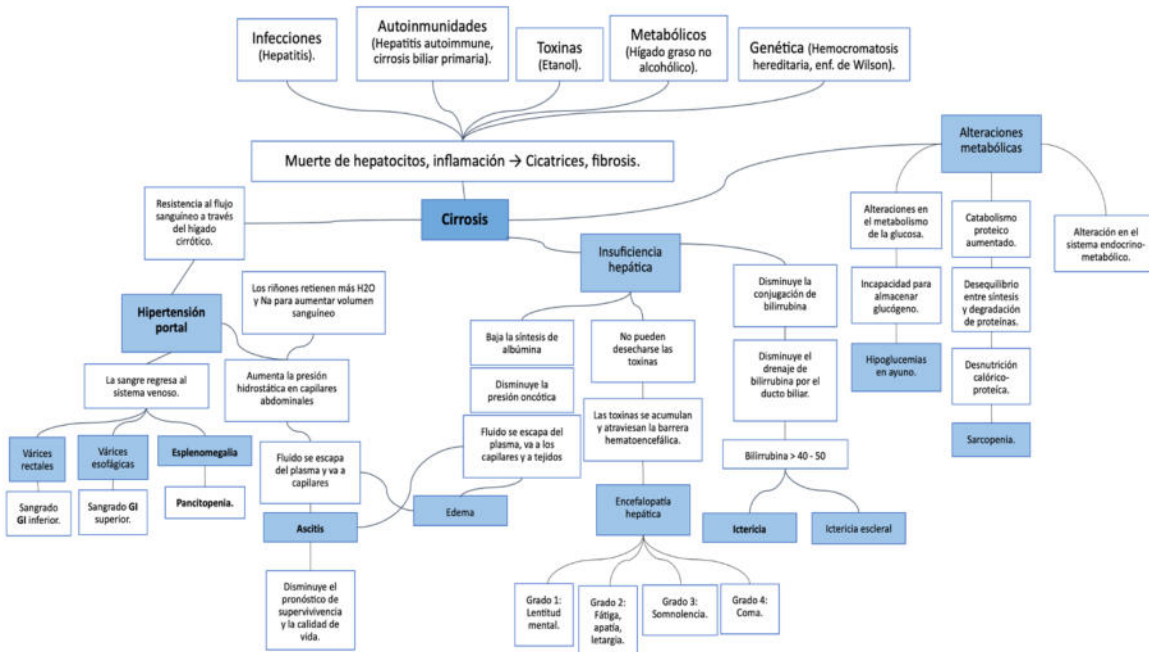 Infecciones
(Hepatitis).
Autoinmunidades
(Hepatitis autoimmune,
cirrosis biliar primaria).
Toxinas
(Etanol).
Metabólicos
(Hígado graso no
alcohólico).
Genética (Hemocromatosis
hereditaria, enf. de Wilson).
Muerte de hepatocitos, inflamación → Cicatrices, fibrosis.
Alteraciones
metabólicas
Cirrosis
Resistencia al flujo
sanguíneo a través
del hígado
cirrótico.
Insuficiencia
hepática
Alteraciones en
el metabolismo
de la glucosa.
Catabolismo
proteico
aumentado.
Alteración en el
sistema endocrino-
metabólico.
Los riñones retienen más H2O
y Na para aumentar volumen
sanguíneo
Disminuye la
conjugación de
bilirrubina
Incapacidad para
almacenar
glucógeno.
Desequilibrio
entre síntesis
y degradación
de proteínas.
Hipertensión
portal
Baja la síntesis de
albúmina
No pueden
desecharse las
toxinas
Disminuye el
drenaje de
bilirrubina por el
ducto biliar.
Hipoglucemias
en ayuno.
Desnutrición
calórico-
proteíca.
La sangre regresa al
sistema venoso.
Aumenta la presión
hidrostática en capilares
abdominales
Disminuye la
presión oncótica
Las toxinas se acumulan
y atraviesan la barrera
hematoencefálica.
Sarcopenia.
Várices
rectales
Várices
esofágicas
Esplenomegalia
Fluido se escapa
del plasma y va a
capilares
Fluido se escapa del
plasma, va a los
capilares y a tejidos
Bilirrubina > 40 - 50
Sangrado
GI inferior.
Sangrado GI
superior.
Pancitopenia.
Edema
Encefalopatía
hepática
Ascitis
Ictericia
Ictericia escleral
Disminuye el
pronóstico de
supervivivencia
y la calidad de
vida.
Grado 1:
Lentitud
mental.
Grado 2:
Fátiga,
apatía,
letargia.
Grado 3:
Somnolencia.
Grado 4:
Coma.